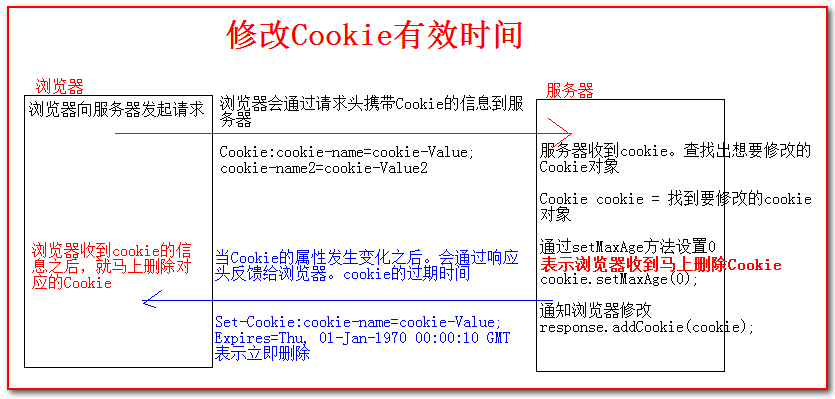 修改Cookie有效时间
浏览器
浏览器向服务器发起请求
浏览器会通过请求头携带Cookie的信息到服
务器
Cookie:cookie-name=cookie-Value;
cookie-name2=cookie-Value2
服务器
服务器收到cookie。查找出想要修改的
Cookie对象
Cookie cookie = 找到要修改的cookie
对象
通过setMaxAge方法设置0
表示浏览器收到马上删除Cookie
cookie.setMaxAge(0);
通知浏览器修改
response.addCookie(cookie);
当Cookie的属性发生变化之后。会通过响应
头反馈给浏览器。cookie的过期时间
Set-Cookie:cookie-name=cookie-Value;
Expires=Thu, 01-Jan-1970 00:00:10 GMT
表示立即删除
浏览器收到cookie的信
息之后，就马上删除对
应的Cookie